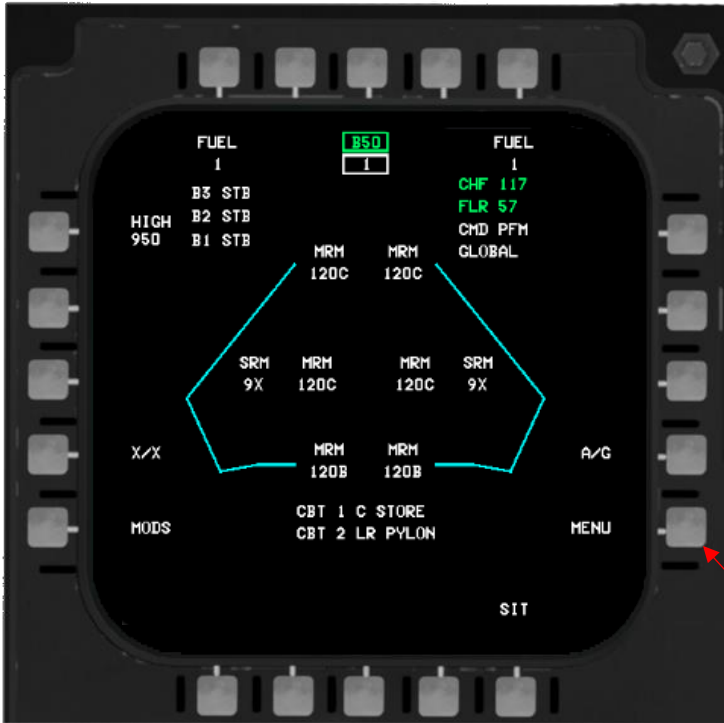 FUEL B50 FUEL
1 1 1
CHF 117
B3 STB FLR 57
HIGH B2 STB CMD PFM
950 B1 STB GLOBAL
MRM MRM
120C 120C
SRM MRM MRM SRM
9X 120C 120C 9X
X/X MRM MRM A/G
120B 120B
CBT 1 C STORE
MODS CBT 2 LR PYLON MENU
SIT